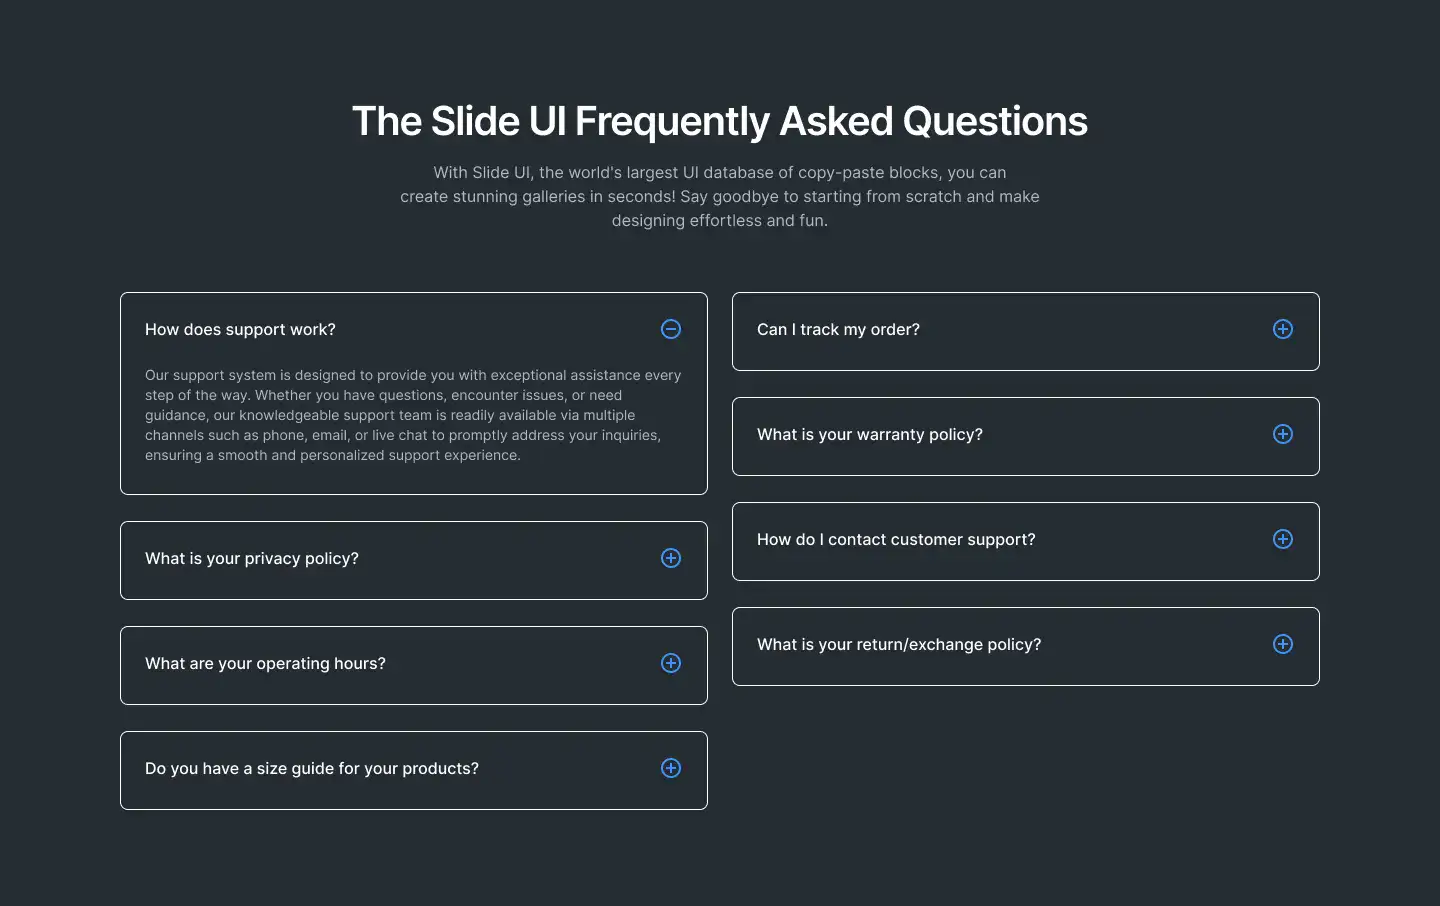 The Slide UI Frequently Asked Questions
With Slide UI, the world's largest UI database of copy-paste blocks, you can
create stunning galleries in seconds! Say goodbye to starting from scratch and make
designing effortless and fun.
How does support work?
Our support system is designed to provide you with exceptional assistance every
step of the way. Whether you have questions, encounter issues, or need
guidance, our knowledgeable support team is readily available via multiple
channels such as phone, email, or live chat to promptly address your inquiries,
ensuring a smooth and personalized support experience.
What is your privacy policy?
What are your operating hours?
Do you have a size guide for your products?
Can I track my order?
What is your warranty policy?
How do I contact customer support?
What is your return/exchange policy?